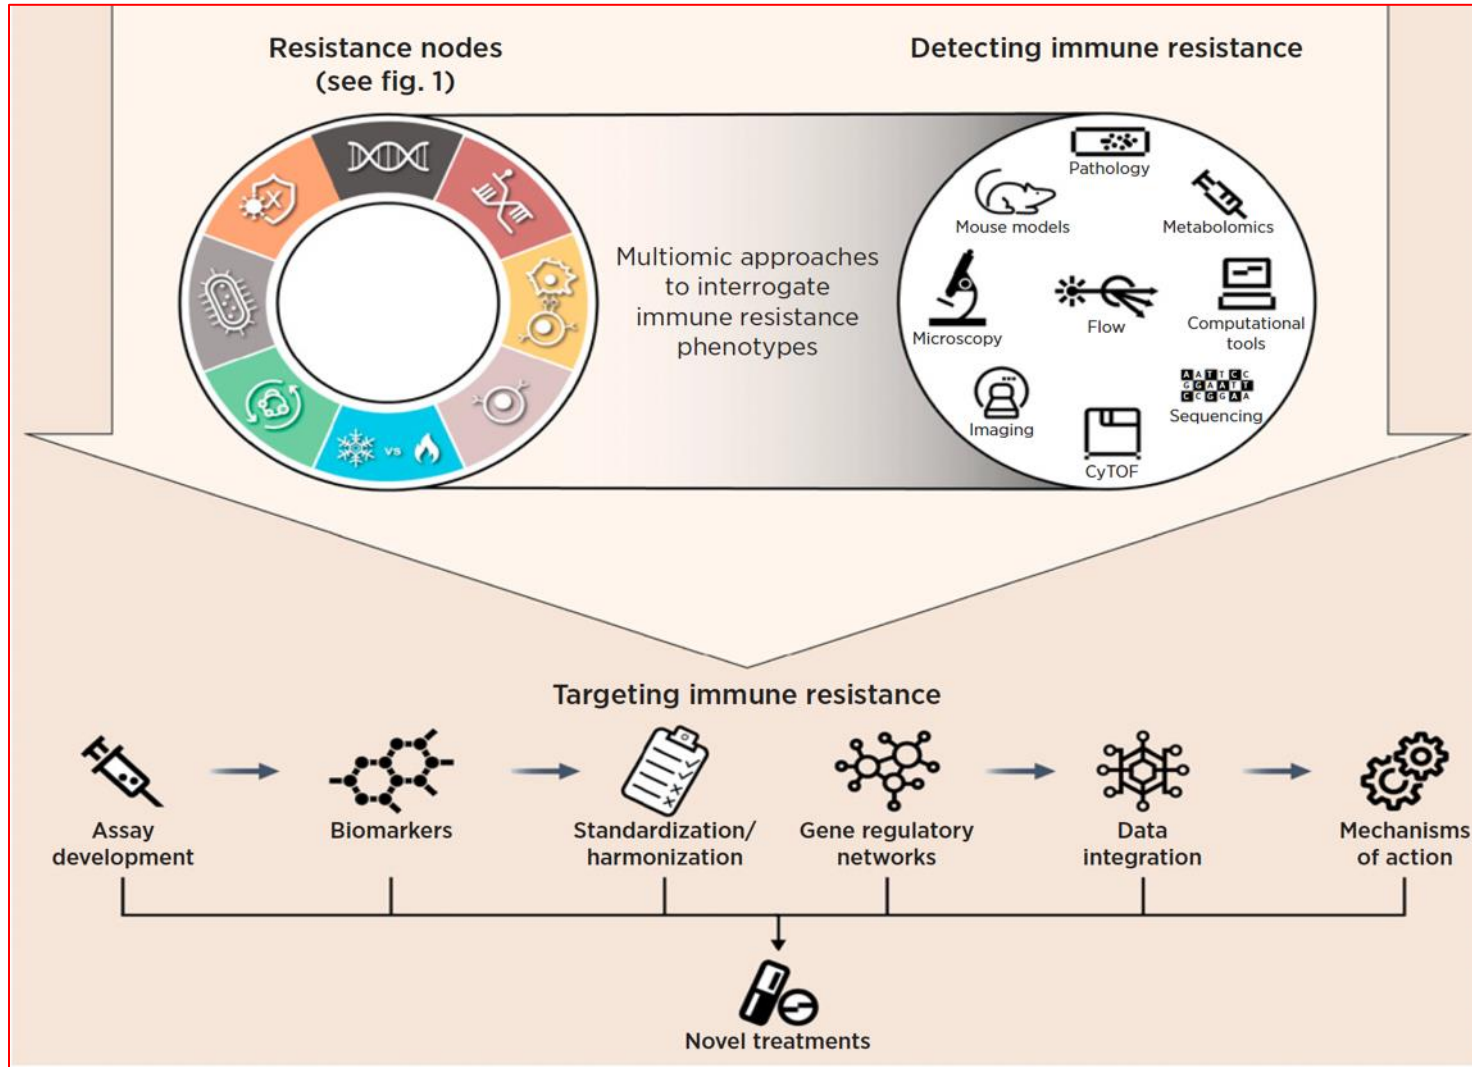 Resistance nodes
(see fig. 1)
Detecting immune resistance
vs
Multiomic approaches
to interrogate
immune resistance
phenotypes
Pathology
Mouse models
Metabolomics
Microscopy
Flow
Computational
tools
Imaging
A A T T C C
G G A A T T
C C G G A A
Sequencing
CyTOF
Targeting immune resistance
Assay
development
Biomarkers
Standardization/
harmonization
Gene regulatory
networks
Data
integration
Mechanisms
of action
Novel treatments